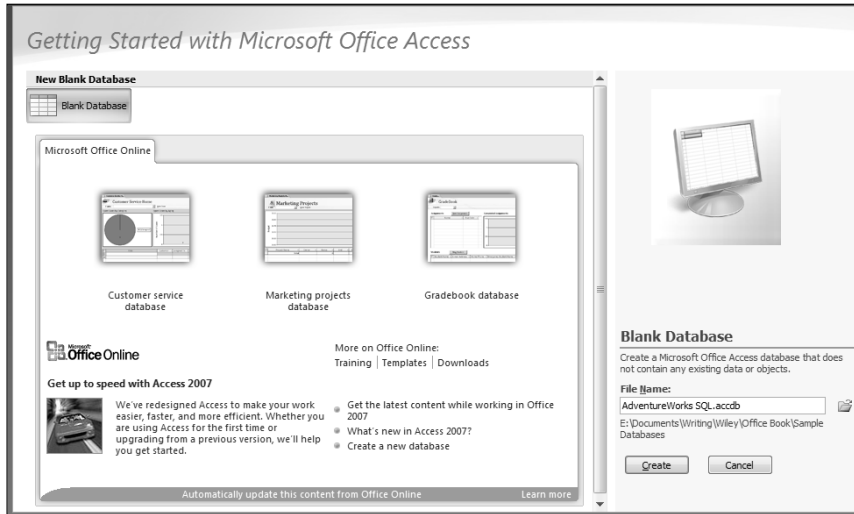 Getting Started with Microsoft Office Access
New Blank Database
Blank Database
Microsoft Office Online
Customer service
database
Marketing projects
database
Gradebook database
Microsoft
Office Online
More on Office Online:
Training | Templates | Downloads
Get up to speed with Access 2007
We've redesigned Access to make your work
easier, faster, and more efficient. Whether you
are using Access for the first time or
upgrading from a previous version, we'll help
you get started.
Get the latest content while working in Office
2007
What's new in Access 2007?
Create a new database
Automatically update this content from Office Online
Learn more
Blank Database
Create a Microsoft Office Access database that does
not contain any existing data or objects.
File Name:
AdventureWorks SQL.accdb
E:\Documents\Writing\Wiley\Office Book\Sample
Databases
Create
Cancel